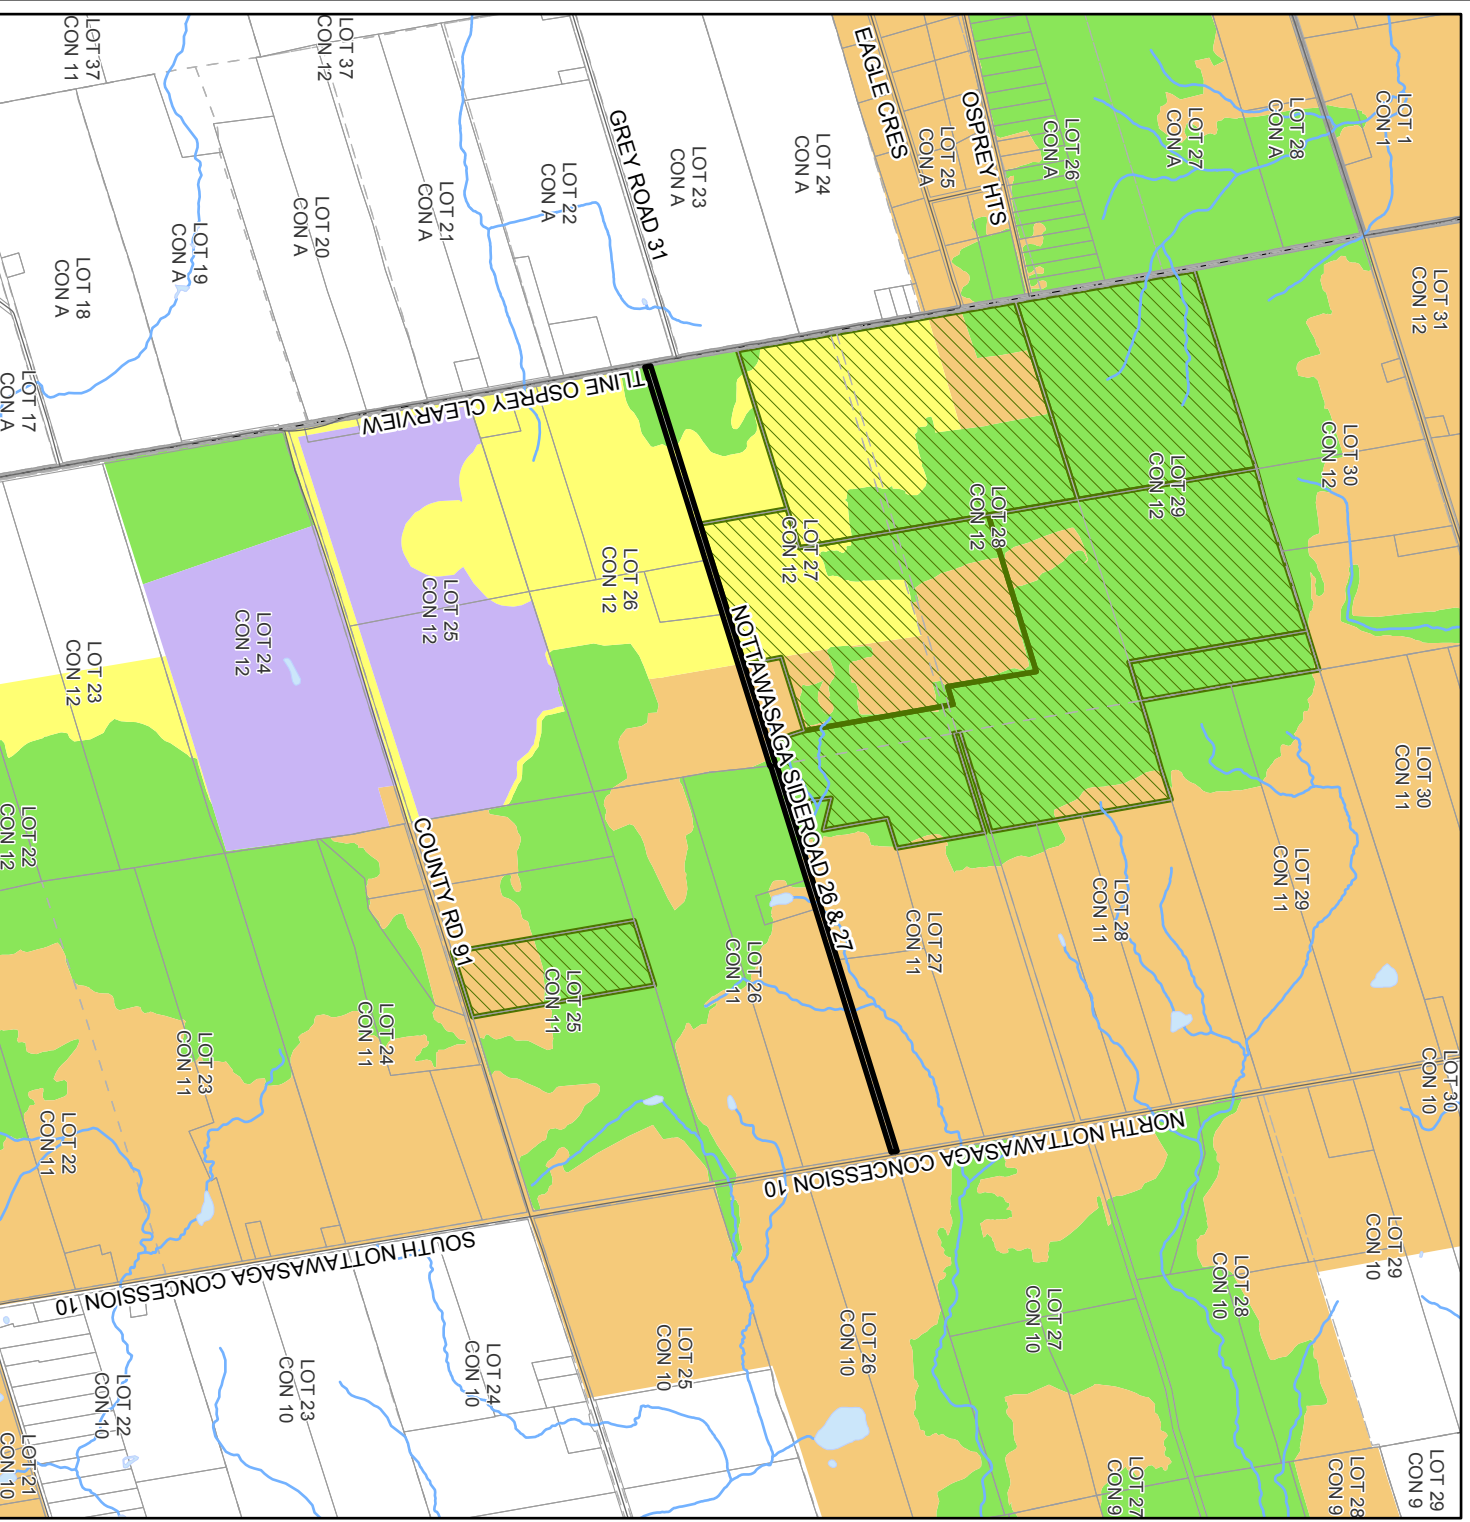 LOT 37
CON 11
LOT 37
CON 12
EAGLE CRES
OSPREY HTS
LOT 25
CON A
LOT 26
CON A
LOT 27
CON A
LOT 28
CON A
LOT 1
CON 1
GREY ROAD 31
LOT 24
CON A
LOT 23
CON A
LOT 22
CON A
LOT 21
CON A
LOT 20
CON A
LOT 19
CON A
LOT 18
CON A
LOT 17
CON A
LOT 31
CON 12
LOT 30
CON 12
LOT 29
CON 12
LOT 28
CON 12
LOT 27
CON 12
LOT 26
CON 12
LOT 25
CON 12
LOT 24
CON 12
LOT 23
CON 12
LOT 22
CON 12
TLINE OSPREY CLEARVIEW
NOTTAWASAGA SIDEROAD 26 & 27
COUNTY RD 91
LOT 30
CON 11
LOT 29
CON 11
LOT 28
CON 11
LOT 27
CON 11
LOT 26
CON 11
LOT 25
CON 11
LOT 24
CON 11
LOT 23
CON 11
LOT 22
CON 11
NORTH NOTTAWASAGA CONCESSION 10
SOUTH NOTTAWASAGA CONCESSION 10
LOT 30
CON 10
LOT 29
CON 10
LOT 28
CON 10
LOT 27
CON 10
LOT 26
CON 10
LOT 25
CON 10
LOT 24
CON 10
LOT 23
CON 10
LOT 22
CON 10
LOT 21
CON 10
LOT 29
CON 9
LOT 28
CON 9
LOT 27
CON 9